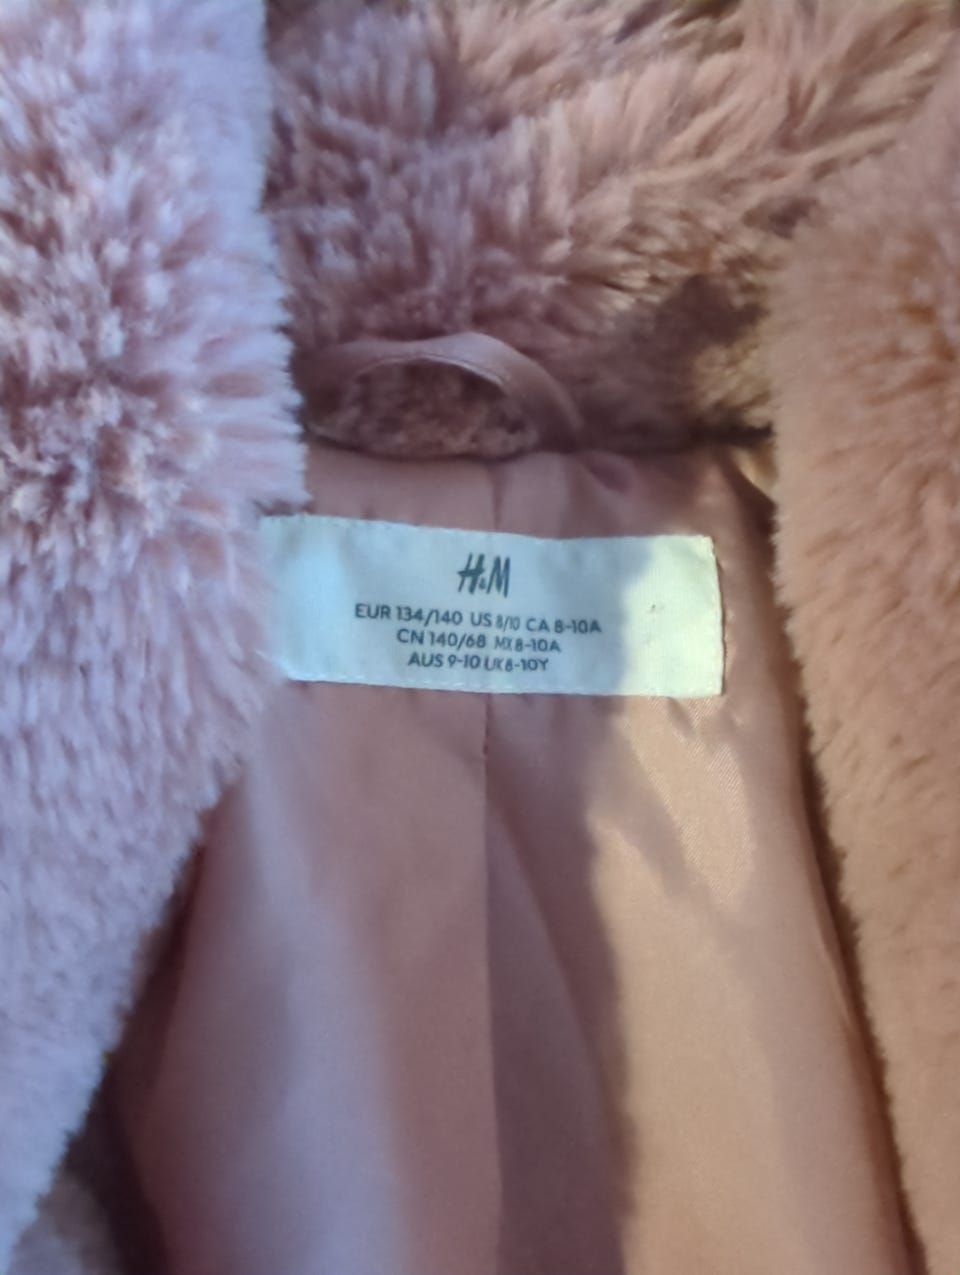 H&M
EUR 134/140 US 8/10 CA 8-10A
CN 140/68 MX 8-10A
AUS 9-10 UK 8-10Y